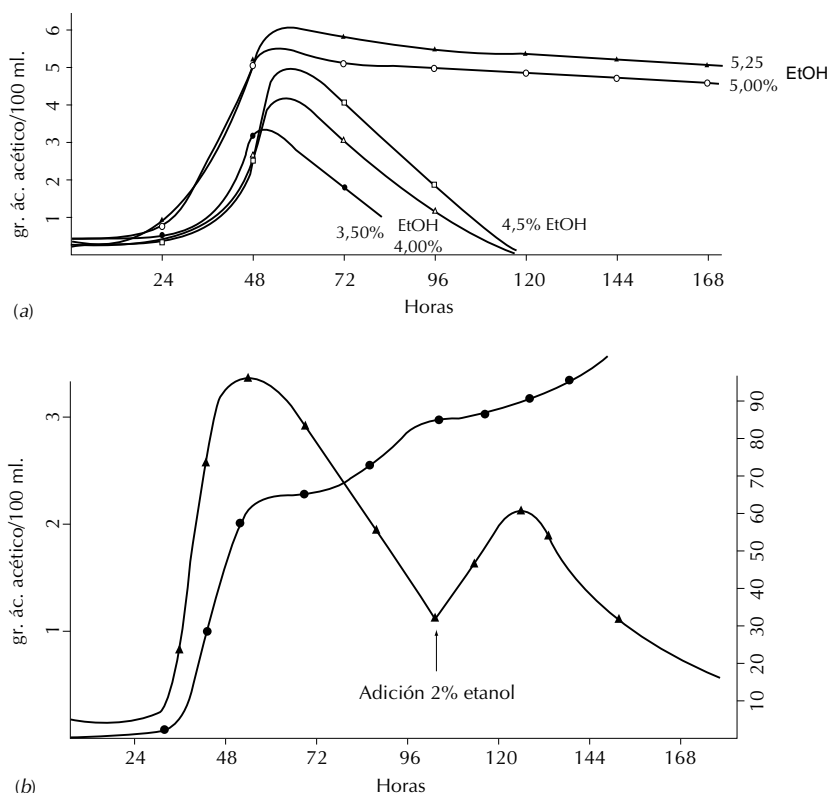 gr. ác. acético/100 ml.
6
5
4
3
2
1
5,25
5,00%
EtOH
3,50%
EtOH
4,00%
4,5% EtOH
24 48 72 96 120 144 168
Horas
(a)
gr. ác. acético/100 ml.
3
2
1
90
80
70
60
50
40
30
20
10
Adición 2% etanol
24 48 72 96 120 144 168
Horas
(b)